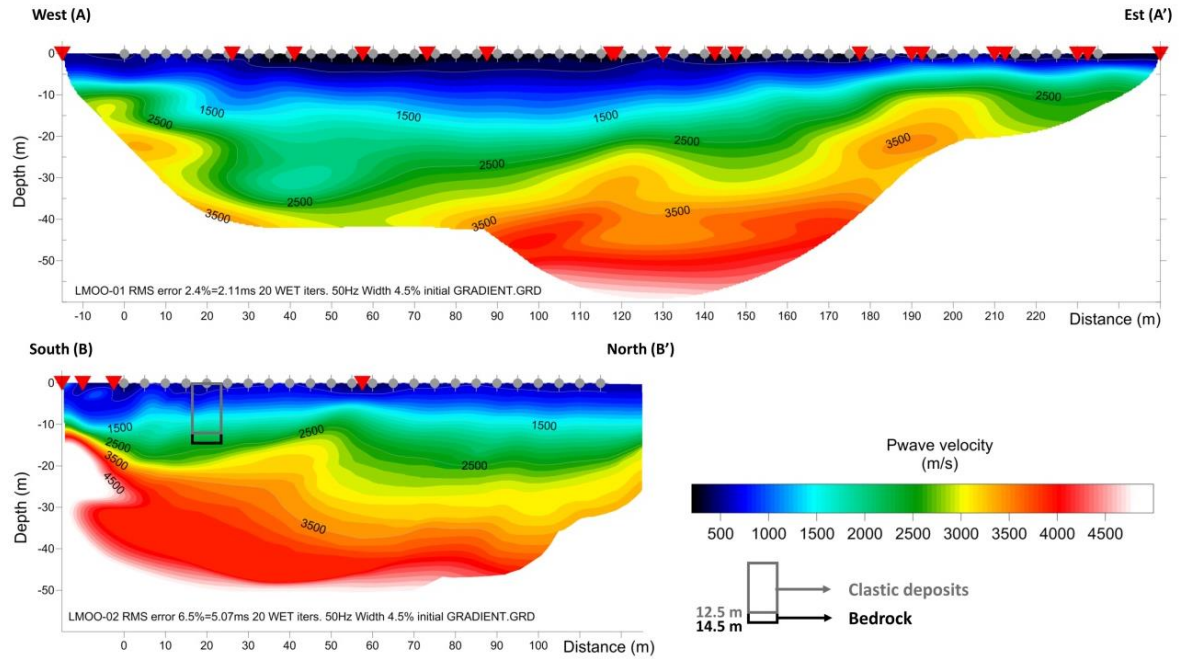 West (A)
Est (A')
0
-10
-20
-30
-40
-50
Depth (m)
1500
1500
1500
2500
2500
2500
2500
2500
3500
3500
3500
3500
LMOO-01 RMS error 2.4%=2.11ms 20 WET iters. 50Hz Width 4.5% initial GRADIENT.GRD
-10 0 10 20 30 40 50 60 70 80 90 100 110 120 130 140 150 160 170 180 190 200 210 220
Distance (m)
South (B)
North (B')
0
-10
-20
-30
-40
-50
Depth (m)
1500
1500
2500
2500
2500
3500
3500
4500
LMOO-02 RMS error 6.5%=5.07ms 20 WET iters. 50Hz Width 4.5% initial GRADIENT.GRD
0 10 20 30 40 50 60 70 80 90 100
Distance (m)
Pwave velocity
(m/s)
500 1000 1500 2000 2500 3000 3500 4000 4500
Clastic deposits
12.5 m
14.5 m
Bedrock